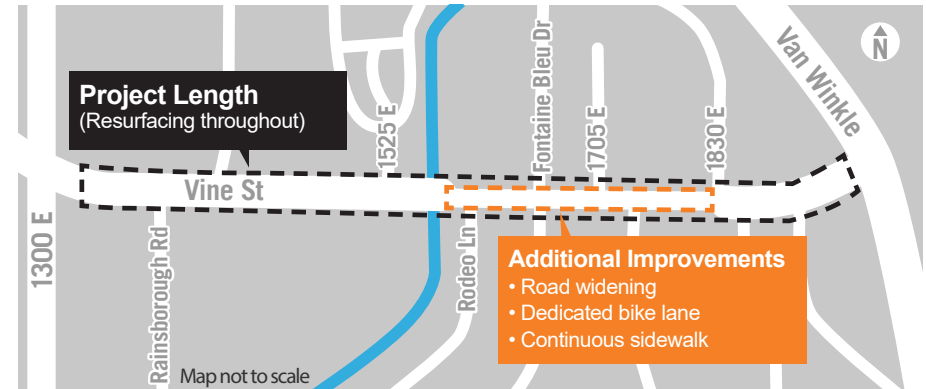 Project Length
(Resurfacing throughout)
1525 E
Fontaine Bleu Dr
1705 E
1830 E
Van Winkle
N
Vine St
1300 E
Rainsborough Rd
Rodeo Ln
Additional Improvements
• Road widening
• Dedicated bike lane
• Continuous sidewalk
Map not to scale